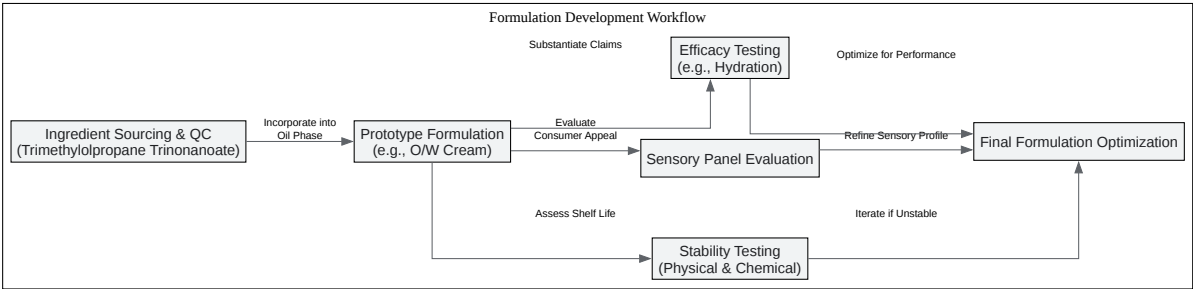 Formulation Development Workflow
Substantiate Claims
Efficacy Testing
(e.g., Hydration)
Optimize for Performance
Incorporate into
Oil Phase
Ingredient Sourcing & QC
(Trimethylolpropane Trinonanoate)
Prototype Formulation
(e.g., O/W Cream)
Evaluate
Consumer Appeal
Sensory Panel Evaluation
Refine Sensory Profile
Final Formulation Optimization
Assess Shelf Life
Iterate if Unstable
Stability Testing
(Physical & Chemical)